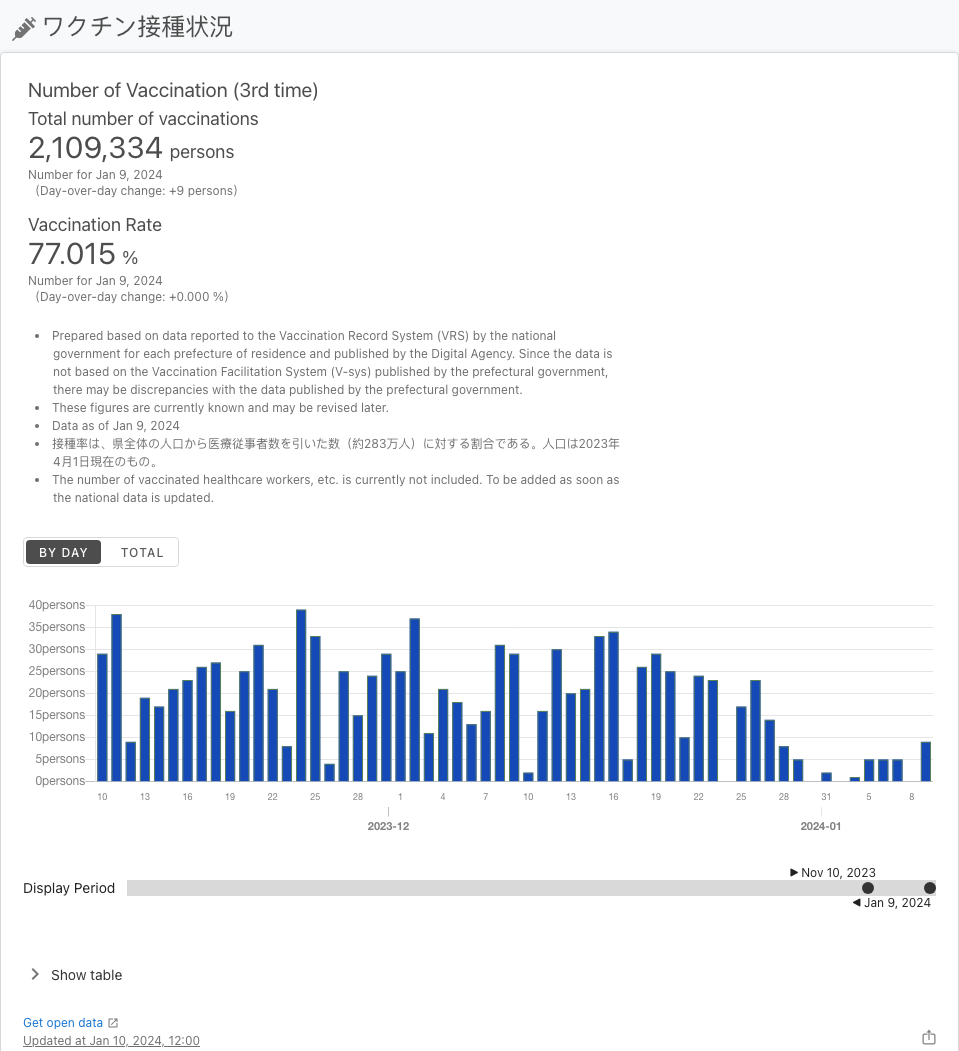 ワクチン接種状況
Number of Vaccination (3rd time)
Total number of vaccinations
2,109,334 persons
Number for Jan 9, 2024
(Day-over-day change: +9 persons)
Vaccination Rate
77.015 %
Number for Jan 9, 2024
(Day-over-day change: +0.000 %)
• Prepared based on data reported to the Vaccination Record System (VRS) by the national
government for each prefecture of residence and published by the Digital Agency. Since the data is
not based on the Vaccination Facilitation System (V-sys) published by the prefectural government,
there may be discrepancies with the data published by the prefectural government.
• These figures are currently known and may be revised later.
• Data as of Jan 9, 2024
• 接種率は、県全体の人口から医療従事者数を引いた数（約283万人）に対する割合である。人口は2023年
4月1日現在のもの。
• The number of vaccinated healthcare workers, etc. is currently not included. To be added as soon as
the national data is updated.
BY DAY TOTAL
40persons
35persons
30persons
25persons
20persons
15persons
10persons
5persons
0persons
10 13 16 19 22 25 28 1 4 7 10 13 16 19 22 25 28 31 5 8
2023-12 2024-01
Nov 10, 2023
Display Period
Jan 9, 2024
Show table
Get open data
Updated at Jan 10, 2024, 12:00